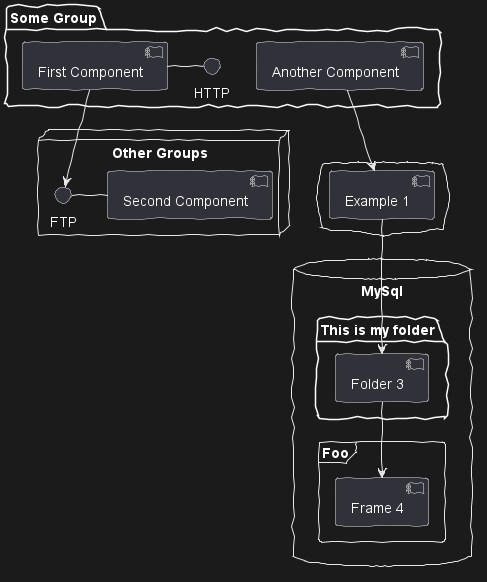 Some Group
First Component
HTTP
Another Component
Other Groups
FTP
Second Component
Example 1
MySql
This is my folder
Folder 3
Foo
Frame 4